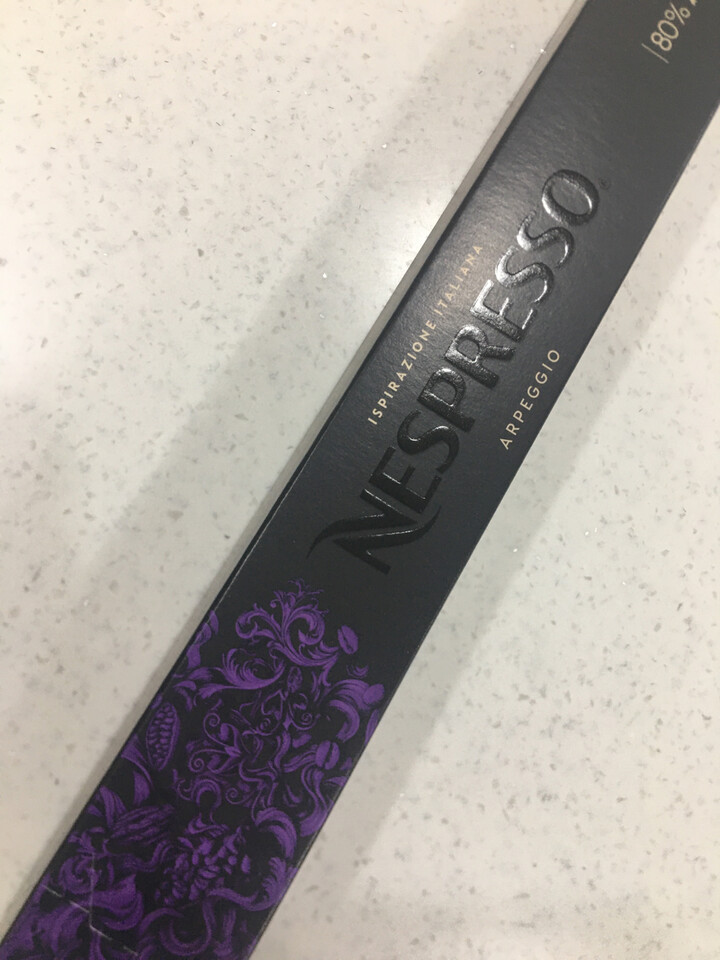 ISPIRAZIONE ITALIANA
NESPRESSO
ARPEGGIO
80%